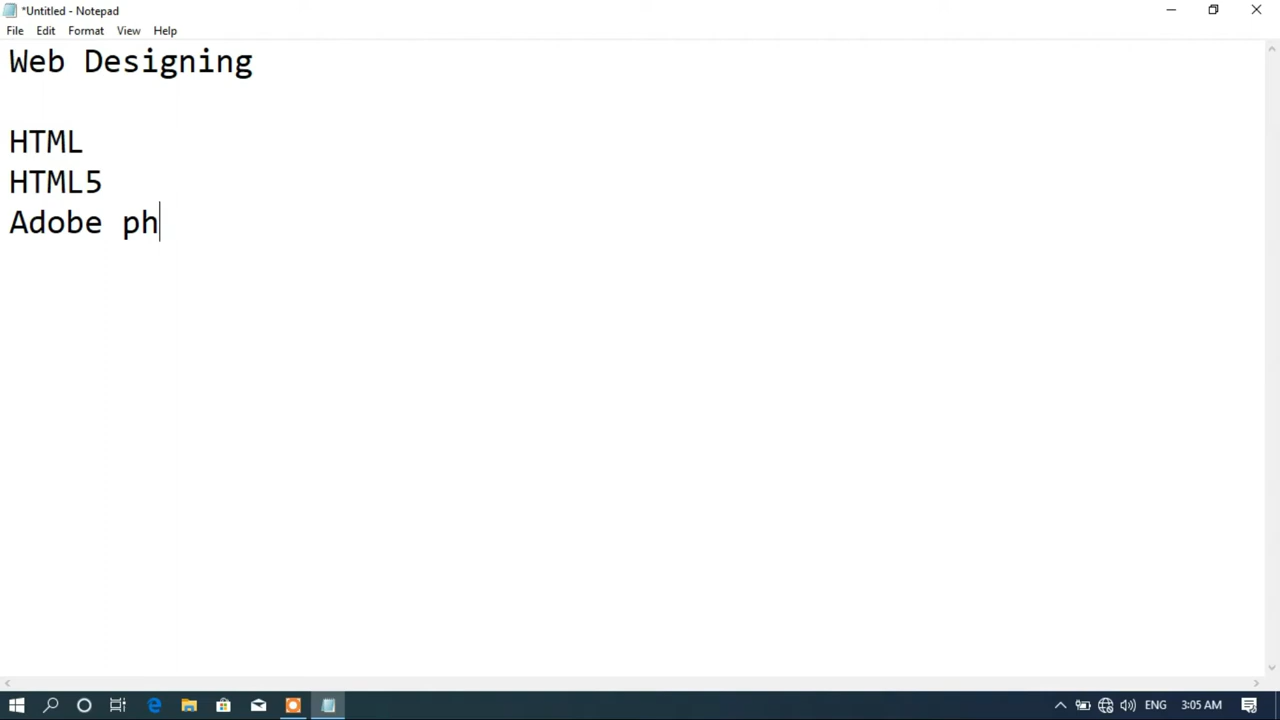 *Untitled - Notepad
File Edit Format View Help
Web Designing
HTML
HTML5
Adobe ph
ENG 3:05 AM